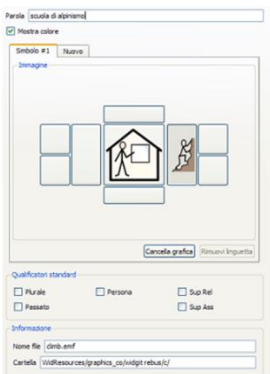 Parola scuola di alpinismo
Mostra colore
Simbolo #1 Nuovo
Immagine
Cancella grafica Rimuovi linguetta
Qualificatori standard
Plurale Persona Sup Rel
Passato Sup Ass
Informazione
Nome file climb.emf
Cartella WidResources/graphics_co/widgit rebus/c/